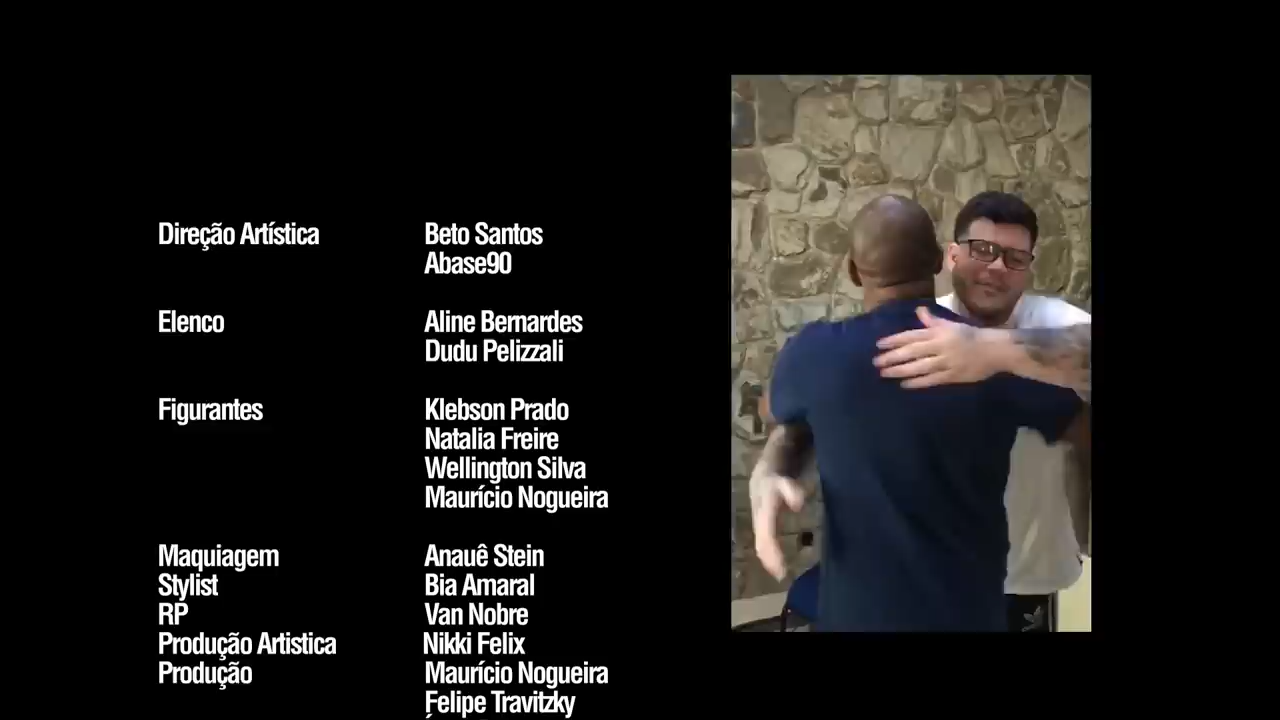 Direção Artística Beto Santos
Abase90
Elenco Aline Bernardes
Dudu Pelizzali
Figurantes Klebson Prado
Natalia Freire
Wellington Silva
Maurício Nogueira
Maquiagem Anauê Stein
Stylist Bia Amaral
RP Van Nobre
Produção Artistica Nikki Felix
Produção Maurício Nogueira
Felipe Travitzky